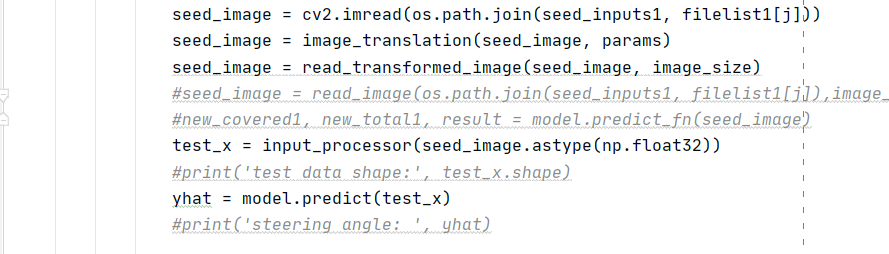 seed_image = cv2.imread(os.path.join(seed_inputs1, filelist1[j]))
seed_image = image_translation(seed_image, params)
seed_image = read_transformed_image(seed_image, image_size)
#seed_image = read_image(os.path.join(seed_inputs1, filelist1[j]),image_
#new_covered1, new_total1, result = model.predict_fn(seed_image)
test_x = input_processor(seed_image.astype(np.float32))
#print('test data shape:', test_x.shape)
yhat = model.predict(test_x)
#print('steering angle: ', yhat)